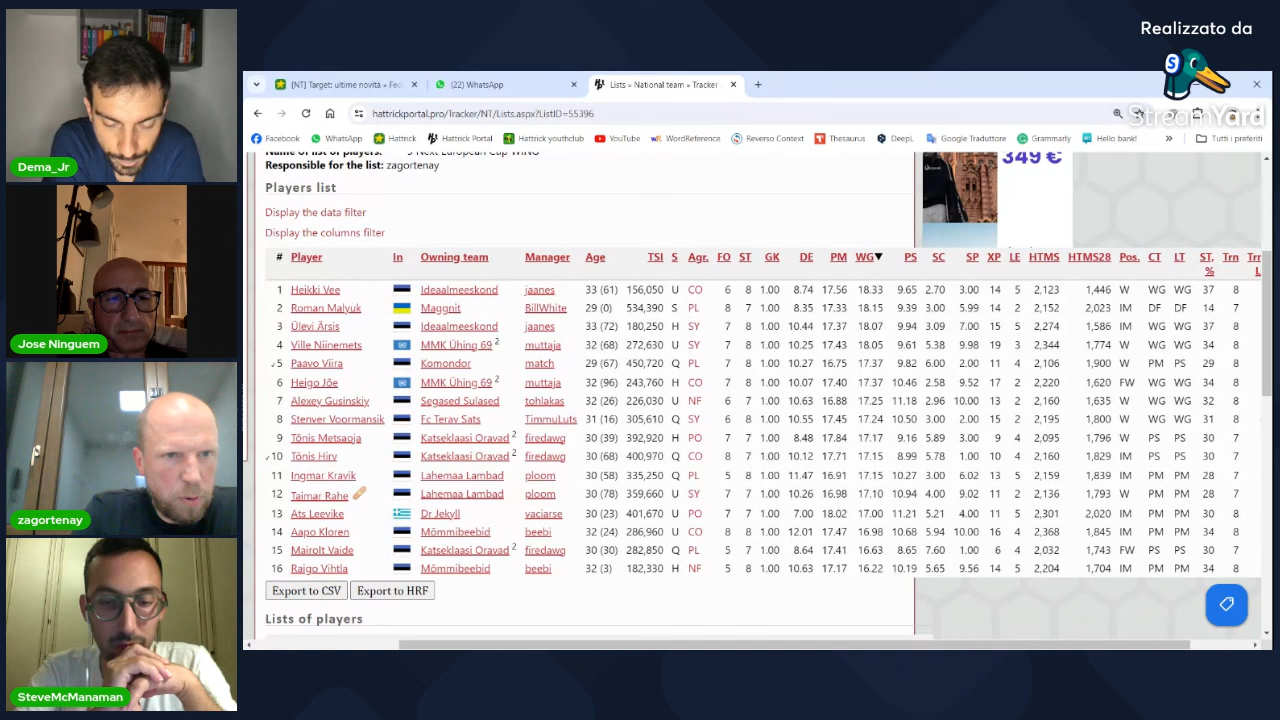 Realizzato da
StreamYard
Dema_Jr
Jose Ninguem
zagortenay
SteveMcManaman
[NT] Target: ultime novità » Fed
(22) WhatsApp
Lists » National team » Tracker
hattrickportal.pro/Tracker/NT/Lists.aspx?ListID=55396
Facebook WhatsApp Hattrick Hattrick Portal Hattrick youthclub YouTube WordReference Reverso Context Thesaurus DeepL Google Traduttore Grammarly Hello bank! » Tutti i preferiti
Next European Cup WING
Responsible for the list: zagortenay
349 €
Players list
Display the data filter
Display the columns filter
# Player In Owning team Manager Age TSI S Agr. FO ST GK DE PM WG▼ PS SC SP XP LE HTMS HTMS28 Pos. CT LT ST, % Trn
1 Heikki Vee Ideaalmeeskond jaanes 33 (61) 156,050 U CO 6 8 1.00 8.74 17.56 18.33 9.65 2.70 3.00 14 5 2,123 1,446 W WG WG 37 8
2 Roman Malyuk Maggnit BillWhite 29 (0) 534,390 S PL 8 7 1.00 8.35 17.33 18.15 9.39 3.00 5.99 14 2 2,152 2,023 IM DF DF 14 7
3 Ülevi Ärsis Ideaalmeeskond jaanes 33 (72) 180,250 H SY 7 8 1.00 10.44 17.37 18.07 9.94 3.09 7.00 15 5 2,274 1,586 IM WG WG 37 8
4 Ville Niinemets MMK Ühing 69 2 muttaja 32 (68) 272,630 U SY 7 8 1.00 10.25 17.43 18.05 9.61 5.38 9.98 19 3 2,344 1,774 W WG WG 34 8
5 Paavo Viira Komondor match 29 (67) 450,720 Q PL 7 8 1.00 10.27 16.75 17.37 9.82 6.00 2.00 11 4 2,106 1,900 W PM PS 29 8
6 Heigo Jõe MMK Ühing 69 2 muttaja 32 (96) 243,760 H CO 7 8 1.00 10.07 17.40 17.37 10.46 2.58 9.52 17 2 2,220 1,620 FW WG WG 34 8
7 Alexey Gusinskiy Segased Sulased tohlakas 32 (26) 226,030 U NF 6 8 1.00 10.63 16.88 17.25 11.18 2.96 10.00 13 2 2,160 1,635 W WG WG 32 8
8 Stenver Voormansik Fc Terav Sats TimmuLuts 31 (16) 305,610 Q SY 6 8 1.00 10.55 17.00 17.24 10.50 3.00 10.00 15 2 2,195 W WG WG 31 8
9 Tõnis Metsaoja Katseklaasi Oravad 2 firedawg 30 (39) 392,920 H PO 6 8 1.00 8.48 17.84 17.17 9.16 5.89 3.00 9 4 2,095 1,796 W PS PS 30 7
10 Tõnis Hirv Katseklaasi Oravad 2 firedawg 30 (68) 400,970 Q CO 7 8 1.00 10.12 17.71 17.15 8.99 5.78 1.00 10 4 2,160 1,859 IM PS PS 30 7
11 Ingmar Kravik Lahemaa Lambad ploom 30 (58) 335,250 Q PL 5 8 1.00 11.47 16.91 17.15 10.27 3.00 6.02 13 5 2,159 IM PM PM 28 7
12 Taimar Rahe Lahemaa Lambad ploom 30 (78) 359,660 U SY 7 8 1.00 10.26 16.98 17.10 10.94 4.00 9.02 11 2 2,136 1,793 W PM PM 28 7
13 Ats Leevike Dr Jekyll vaciarse 30 (23) 401,670 U PO 7 8 1.00 7.00 18.02 17.00 11.21 5.21 4.00 11 5 2,301 IM PM PM 35 8
14 Aapo Kloren Mõmmibeebid beebi 32 (24) 286,960 U CO 6 8 1.00 11.20 17.41 16.98 10.68 5.94 10.00 16 4 2,368 1,845 IM PM PM 34 8
15 Mairolt Vaide Katseklaasi Oravad 2 firedawg 30 (30) 282,850 Q PL 5 8 1.00 8.64 17.41 16.63 8.65 7.60 1.00 6 4 2,032 1,743 FW PS PS 30 7
16 Raigo Vihtla Mõmmibeebid beebi 32 (3) 182,330 H NF 5 8 1.00 10.63 17.17 16.22 10.19 5.65 9.56 14 4 2,204 1,704 IM PM PM 34 8
Export to CSV Export to HRF
Lists of players